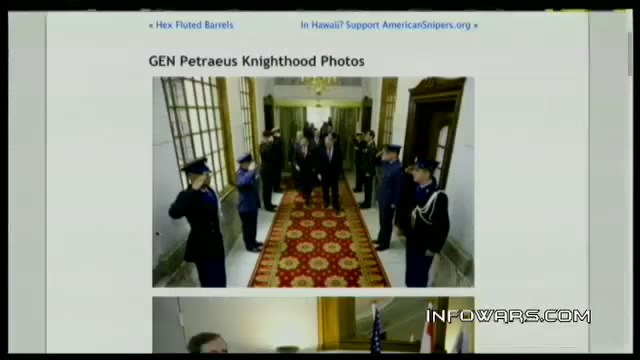 « Hex Fluted Barrels
In Hawaii? Support AmericanSnipers.org »
GEN Petraeus Knighthood Photos
INFOWARS.COM